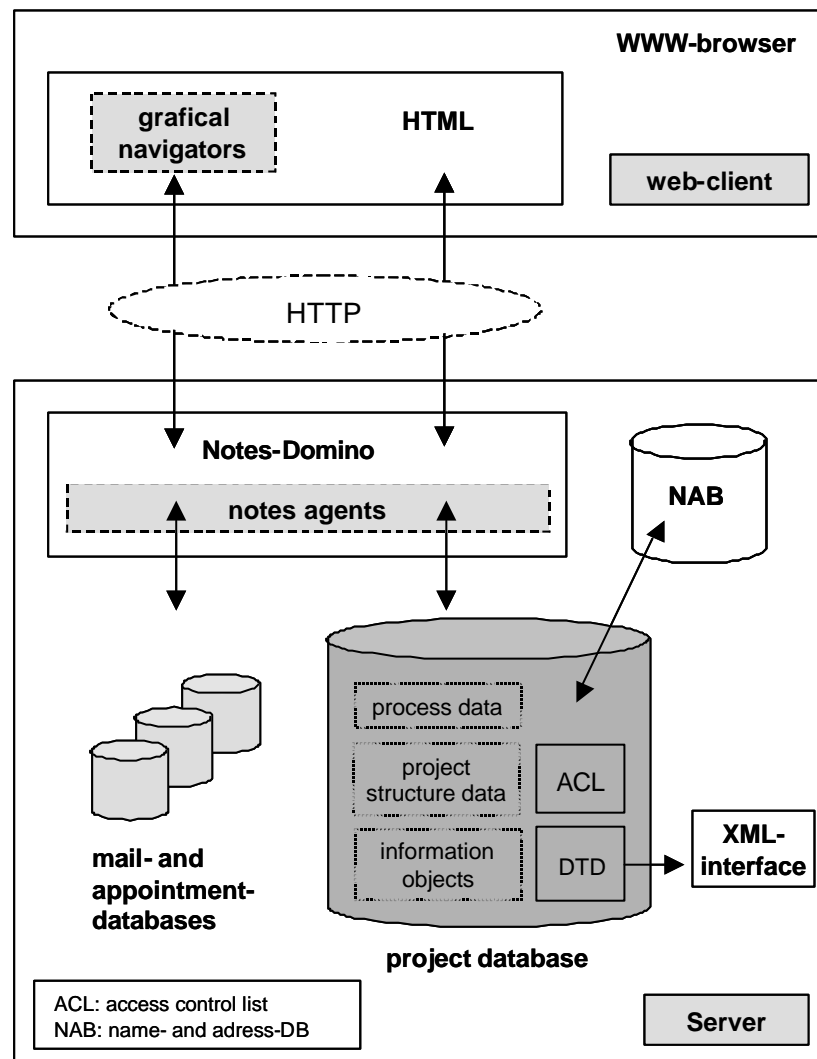 WWW-browser
grafical
navigators
HTML
web-client
HTTP
Notes-Domino
notes agents
NAB
process data
project
structure data
ACL
information
objects
DTD
XML-
interface
mail- and
appointment-
databases
project database
ACL: access control list
NAB: name- and adress-DB
Server